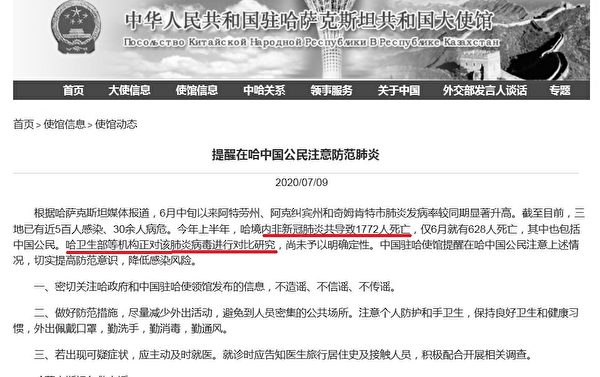 中华人民共和国驻哈萨克斯坦共和国大使馆
Посольство Китайской Народной Республики В Республике Казахстан
首页 大使信息 使馆信息 中哈关系 领事服务 关于中国 外交部发言人谈话 专题
首页 > 使馆信息 > 使馆动态
提醒在哈中国公民注意防范肺炎
2020/07/09
根据哈萨克斯坦媒体报道，6月中旬以来阿特劳州、阿克纠宾州和奇姆肯特市肺炎发病率较同期显著升高。截至目前，三
地已有近5百人感染、30余人病危。今年上半年，哈境内非新冠肺炎共导致1772人死亡，仅6月就有628人死亡，其中也包括
中国公民。哈卫生部等机构正对该肺炎病毒进行对比研究，尚未予以明确定性。中国驻哈使馆提醒在哈中国公民注意上述情
况，切实提高防范意识，降低感染风险。
一、密切关注哈政府和中国驻哈使领馆发布的信息，不造谣、不信谣、不传谣。
二、做好防范措施，尽量减少外出活动，避免到人员密集的公共场所。注意个人防护和手卫生，保持良好卫生和健康习
惯，外出佩戴口罩，勤洗手，勤消毒，勤通风。
三、若出现可疑症状，应主动及时就医。就诊时应告知医生旅行居住史及接触人员，积极配合开展相关调查。